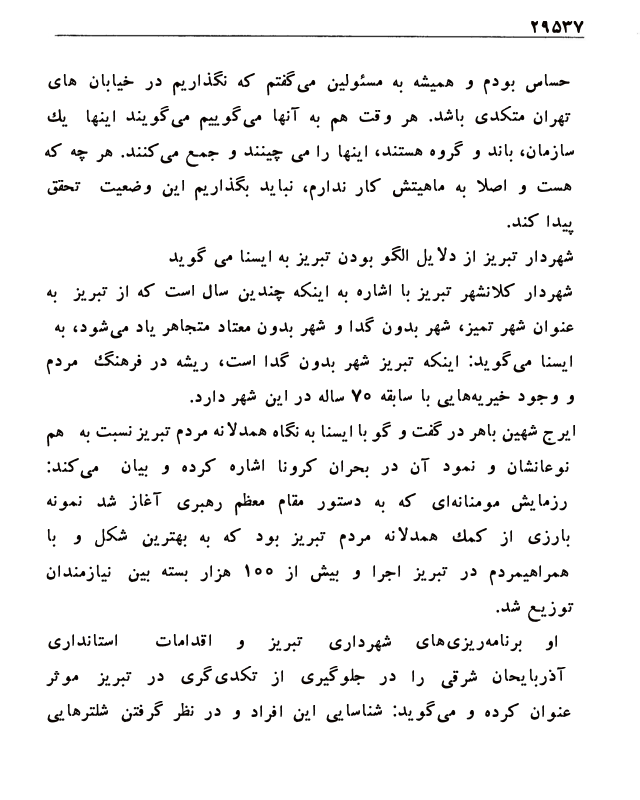 ۲۹۵۳۷
حساس بودم و همیشه به مسئولین می‌گفتم که نگذاریم در خیابان های
تهران متکدی باشد. هر وقت هم به آنها می‌گوییم می‌گویند اینها یك
سازمان، باند و گروه هستند، اینها را می چینند و جمع می‌کنند. هر چه که
هست و اصلا به ماهیتش کار ندارم، نباید بگذاریم این وضعیت تحقق
پیدا کند.
شهردار تبریز از دلایل الگو بودن تبریز به ایسنا می گوید
شهردار کلانشهر تبریز با اشاره به اینکه چندین سال است که از تبریز به
عنوان شهر تمیز، شهر بدون گدا و شهر بدون معتاد متجاهر یاد می‌شود، به
ایسنا می‌گوید: اینکه تبریز شهر بدون گدا است، ریشه در فرهنگ مردم
و وجود خیریه‌هایی با سابقه ۷۰ ساله در این شهر دارد.
ایرج شهین باهر در گفت و گو با ایسنا به نگاه همدلانه مردم تبریز نسبت به هم
نوعانشان و نمود آن در بحران کرونا اشاره کرده و بیان می‌کند:
رزمایش مومنانه‌ای که به دستور مقام معظم رهبری آغاز شد نمونه
بارزی از کمك همدلانه مردم تبریز بود که به بهترین شکل و با
همراهیمردم در تبریز اجرا و بیش از ۱۰۰ هزار بسته بین نیازمندان
توزیع شد.
او برنامه‌ریزی‌های شهرداری تبریز و اقدامات استانداری
آذربایجان شرقی را در جلوگیری از تکدی‌گری در تبریز موثر
عنوان کرده و می‌گوید: شناسایی این افراد و در نظر گرفتن شلترهایی